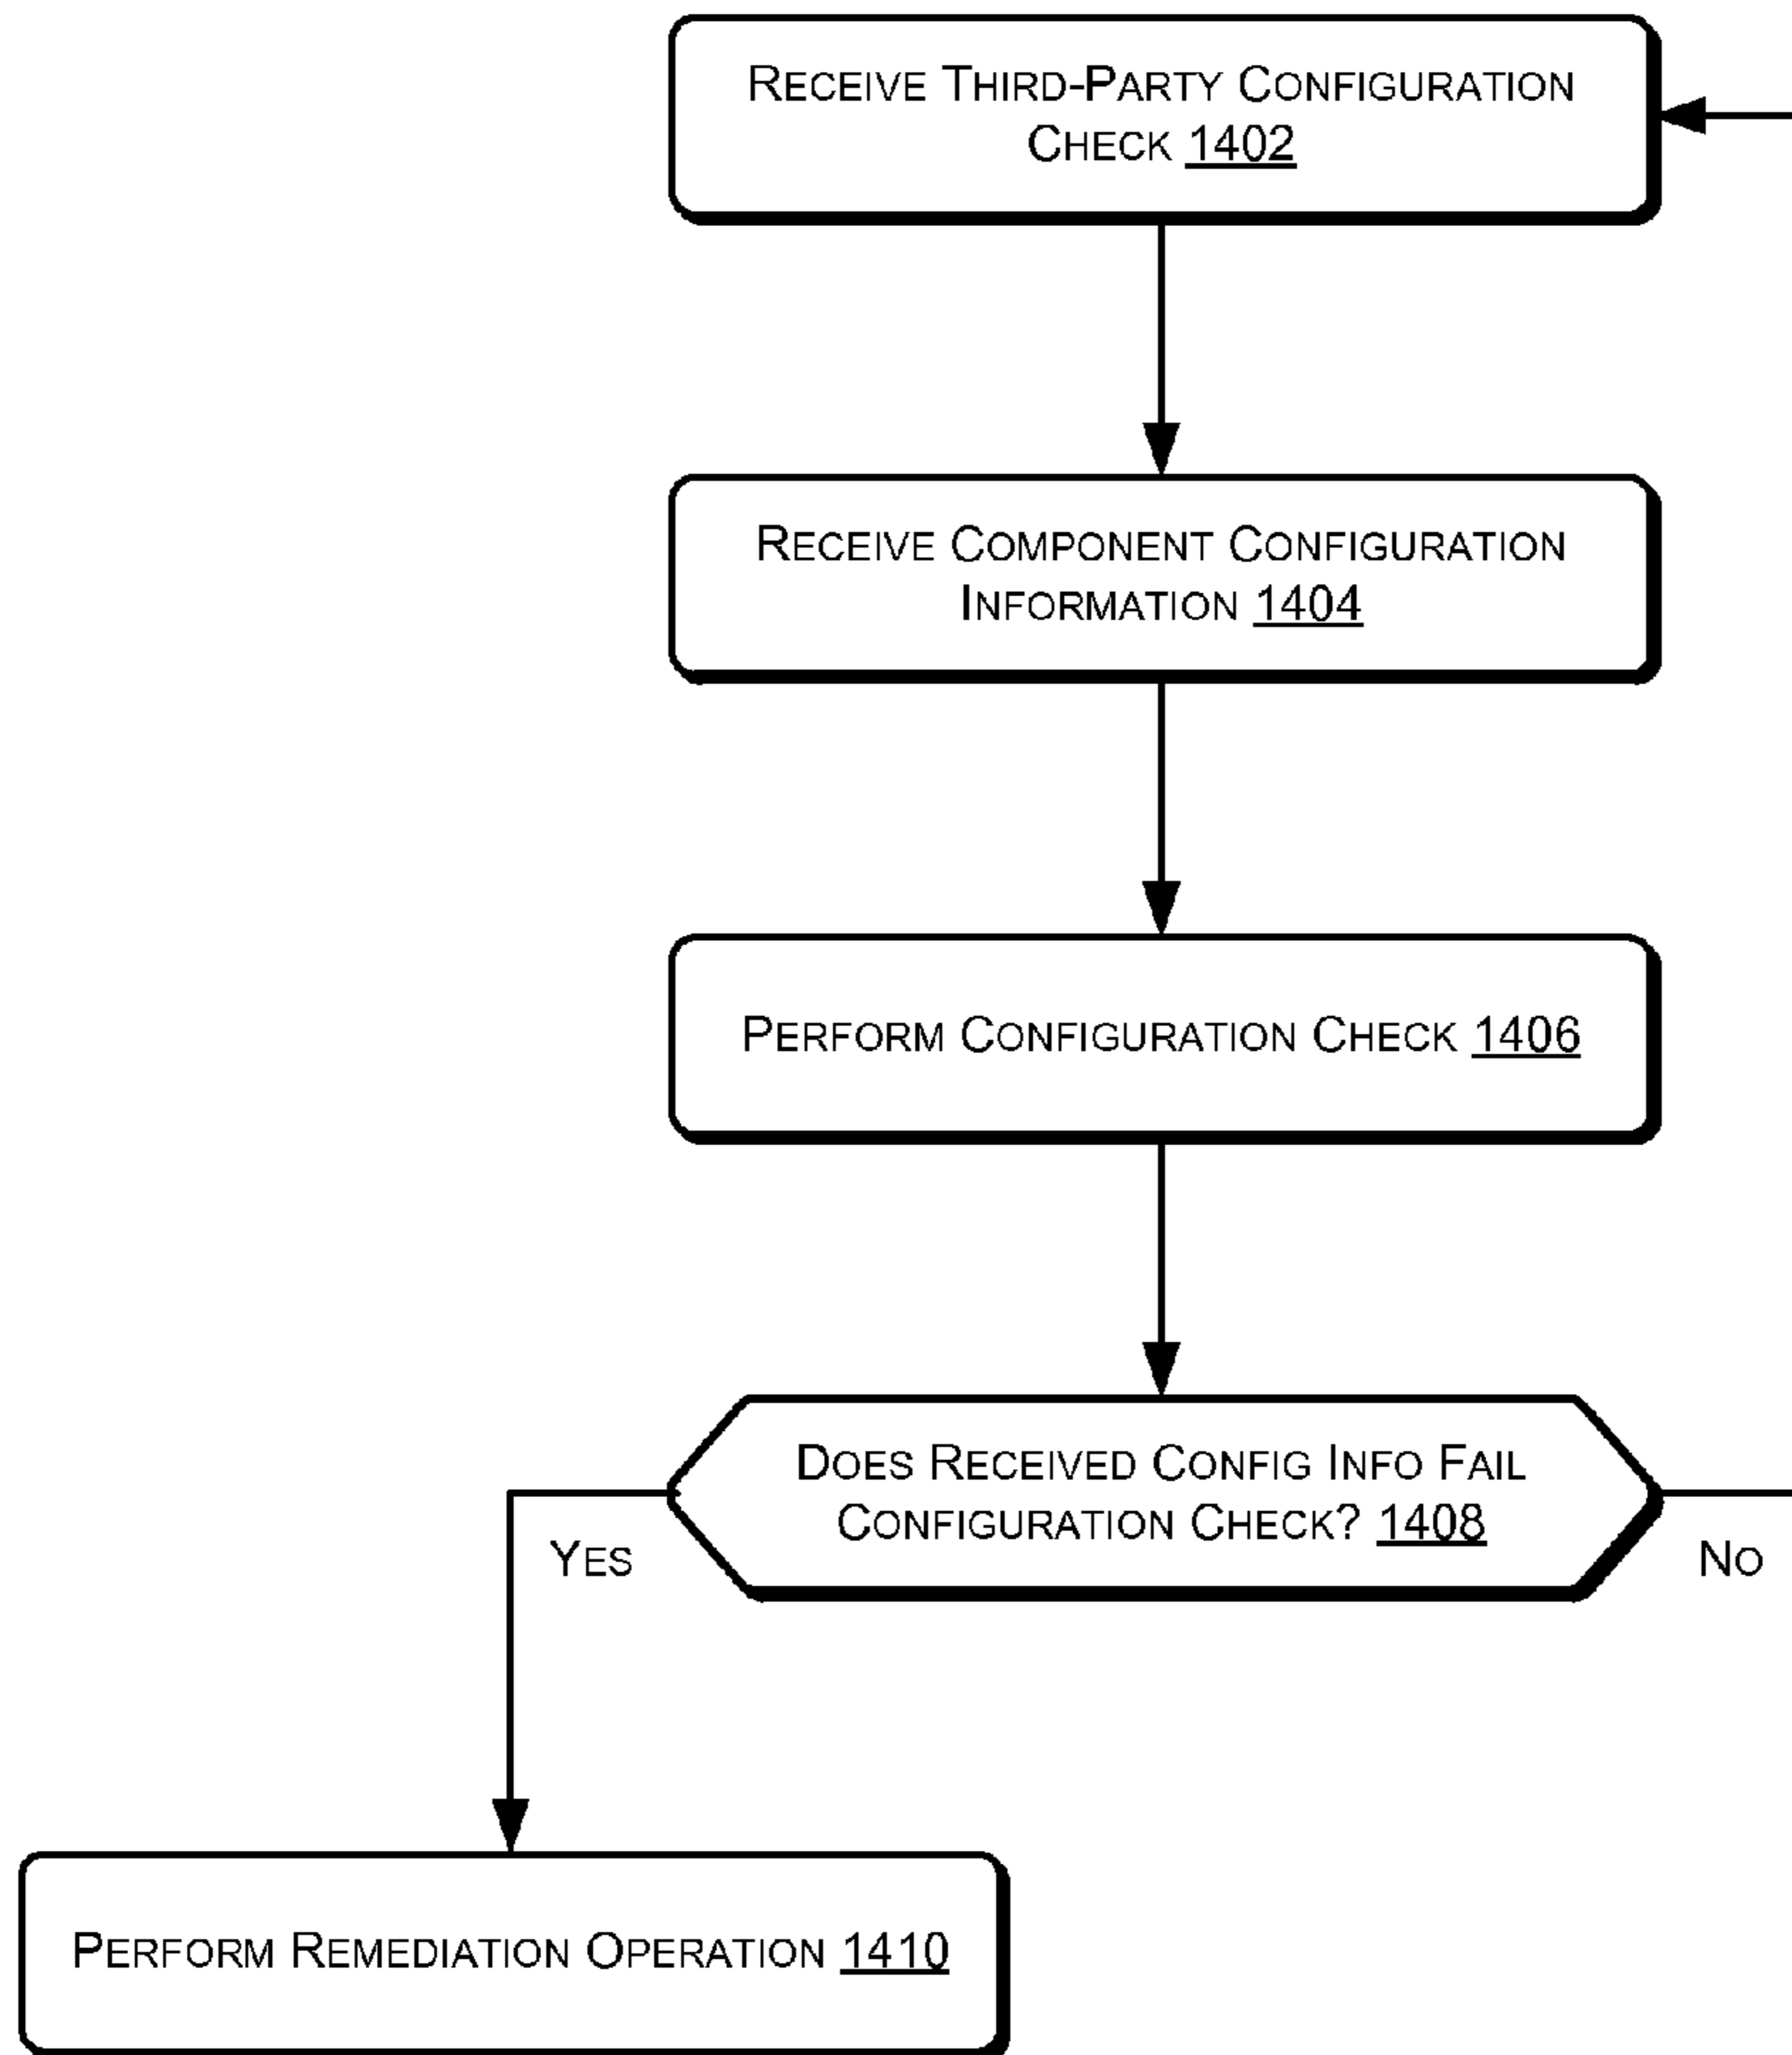 RECEIVE THIRD-PARTY CONFIGURATION
CHECK 1402
RECEIVE COMPONENT CONFIGURATION
INFORMATION 1404
PERFORM CONFIGURATION CHECK 1406
DOES RECEIVED CONFIG INFO FAIL
CONFIGURATION CHECK? 1408
YES
NO
PERFORM REMEDIATION OPERATION 1410